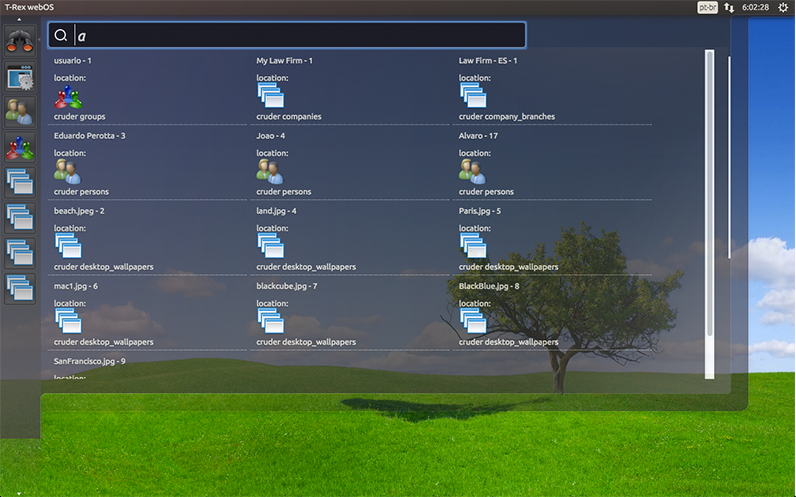 T-Rex webOS
pt-br
6:02:28
a
usuario - 1
location:
cruder groups
My Law Firm - 1
location:
cruder companies
Law Firm - ES - 1
location:
cruder company_branches
Eduardo Perotta - 3
location:
cruder persons
Joao - 4
location:
cruder persons
Alvaro - 17
location:
cruder persons
beach.jpeg - 2
location:
cruder desktop_wallpapers
land.jpg - 4
location:
cruder desktop_wallpapers
Paris.jpg - 5
location:
cruder desktop_wallpapers
mac1.jpg - 6
location:
cruder desktop_wallpapers
blackcube.jpg - 7
location:
cruder desktop_wallpapers
BlackBlue.jpg - 8
location:
cruder desktop_wallpapers
SanFrancisco.jpg - 9
location: